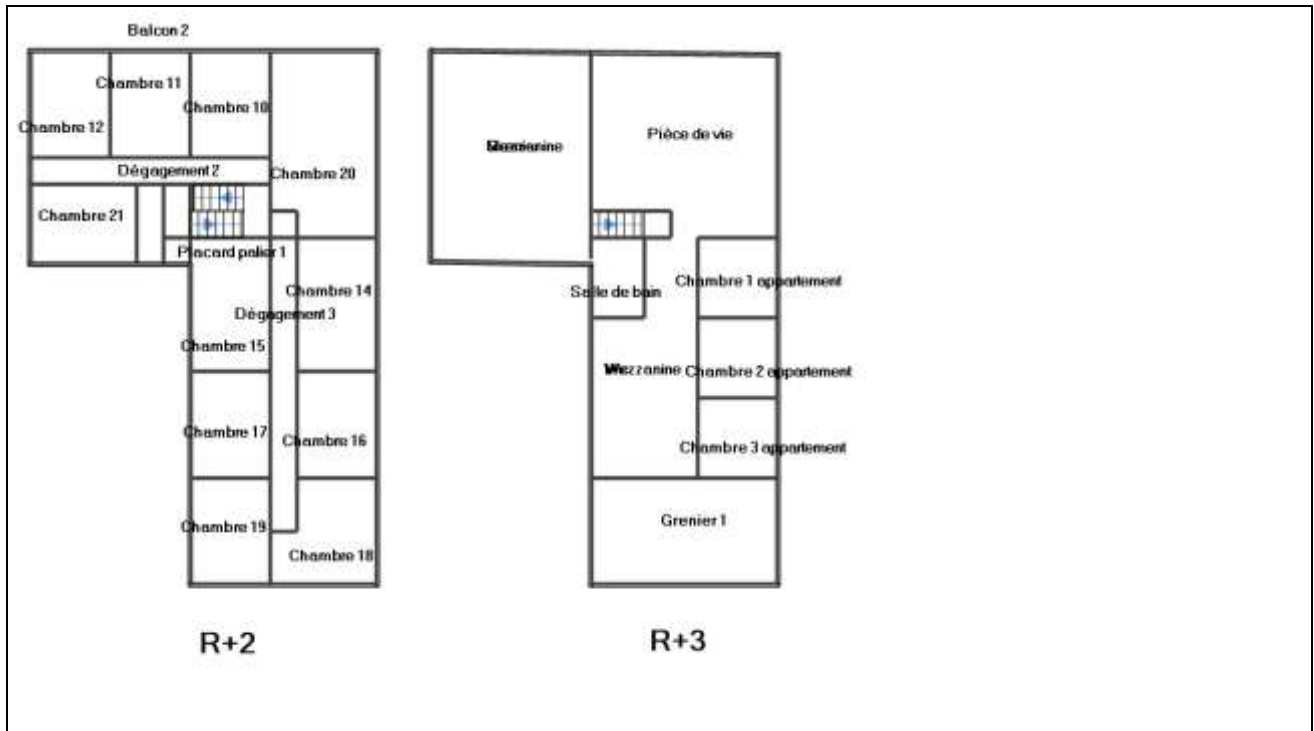 Balcon 2
Chambre 11
Chambre 10
Chambre 12
Dégagement 2
Chambre 20
Chambre 21
Placard palier 1
Chambre 14
Dégagement 3
Chambre 15
Chambre 17
Chambre 16
Chambre 19
Chambre 18
R+2
Pièce de vie
Salle de bain
Chambre 1 appartement
Chambre 2 appartement
Chambre 3 appartement
Grenier 1
R+3